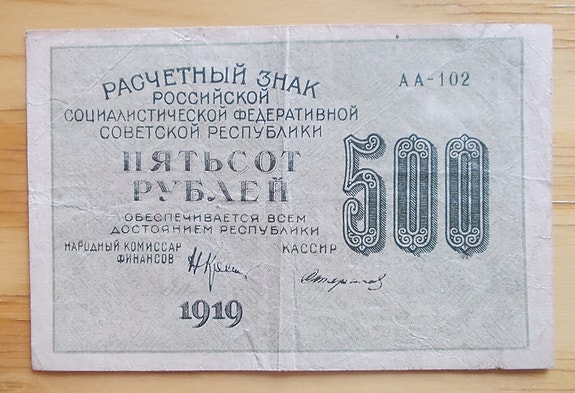 РАСЧЕТНЫЙ ЗНАК
РОССИЙСКОЙ
СОЦИАЛИСТИЧЕСКОЙ ФЕДЕРАТИВНОЙ
СОВЕТСКОЙ РЕСПУБЛИКИ
АА-102
ПЯТЬСОТ
РУБЛЕЙ
500
ОБЕСПЕЧИВАЕТСЯ ВСЕМ
ДОСТОЯНИЕМ РЕСПУБЛИКИ
НАРОДНЫЙ КОМИССАР
ФИНАНСОВ
КАССИР
1919